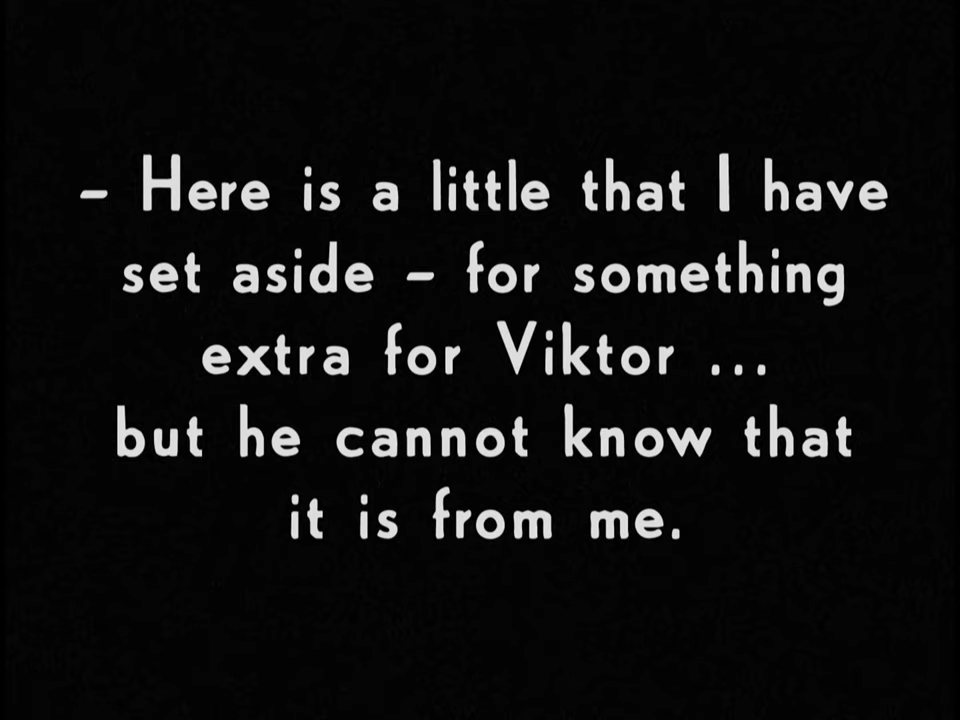 – Here is a little that I have
set aside – for something
extra for Viktor ...
but he cannot know that
it is from me.